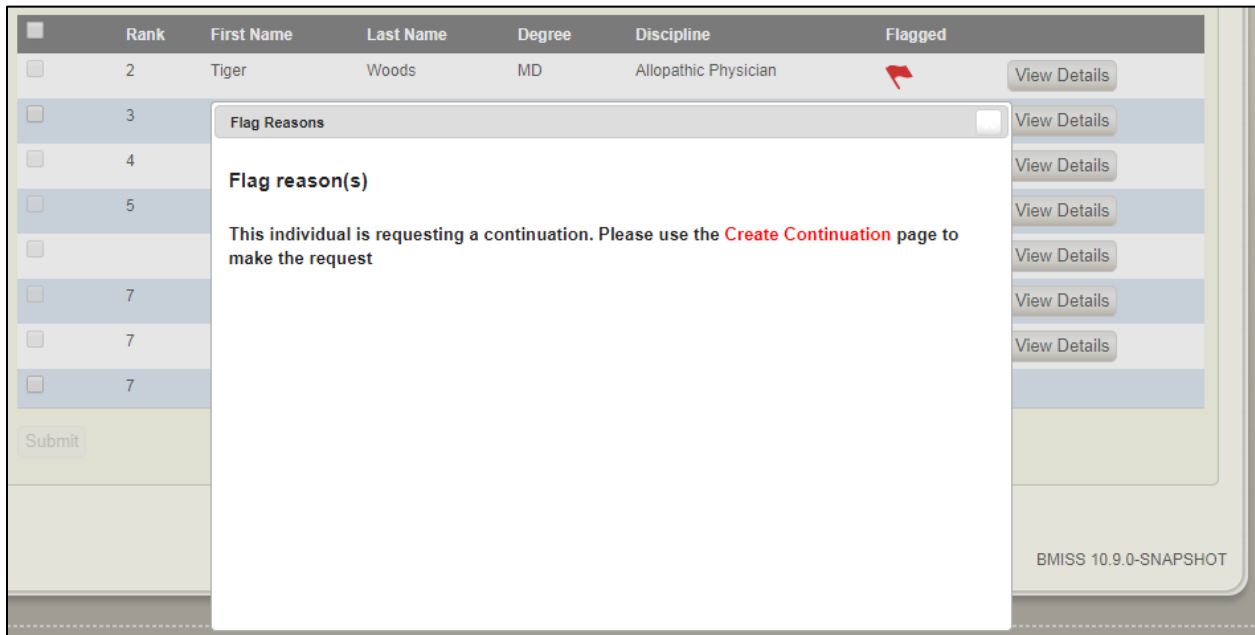 Rank First Name Last Name Degree Discipline Flagged
2 Tiger Woods MD Allopathic Physician View Details
3 View Details
4 View Details
5 View Details
View Details
7 View Details
7 View Details
7
Submit
Flag Reasons
Flag reason(s)
This individual is requesting a continuation. Please use the Create Continuation page to
make the request
BMISS 10.9.0-SNAPSHOT